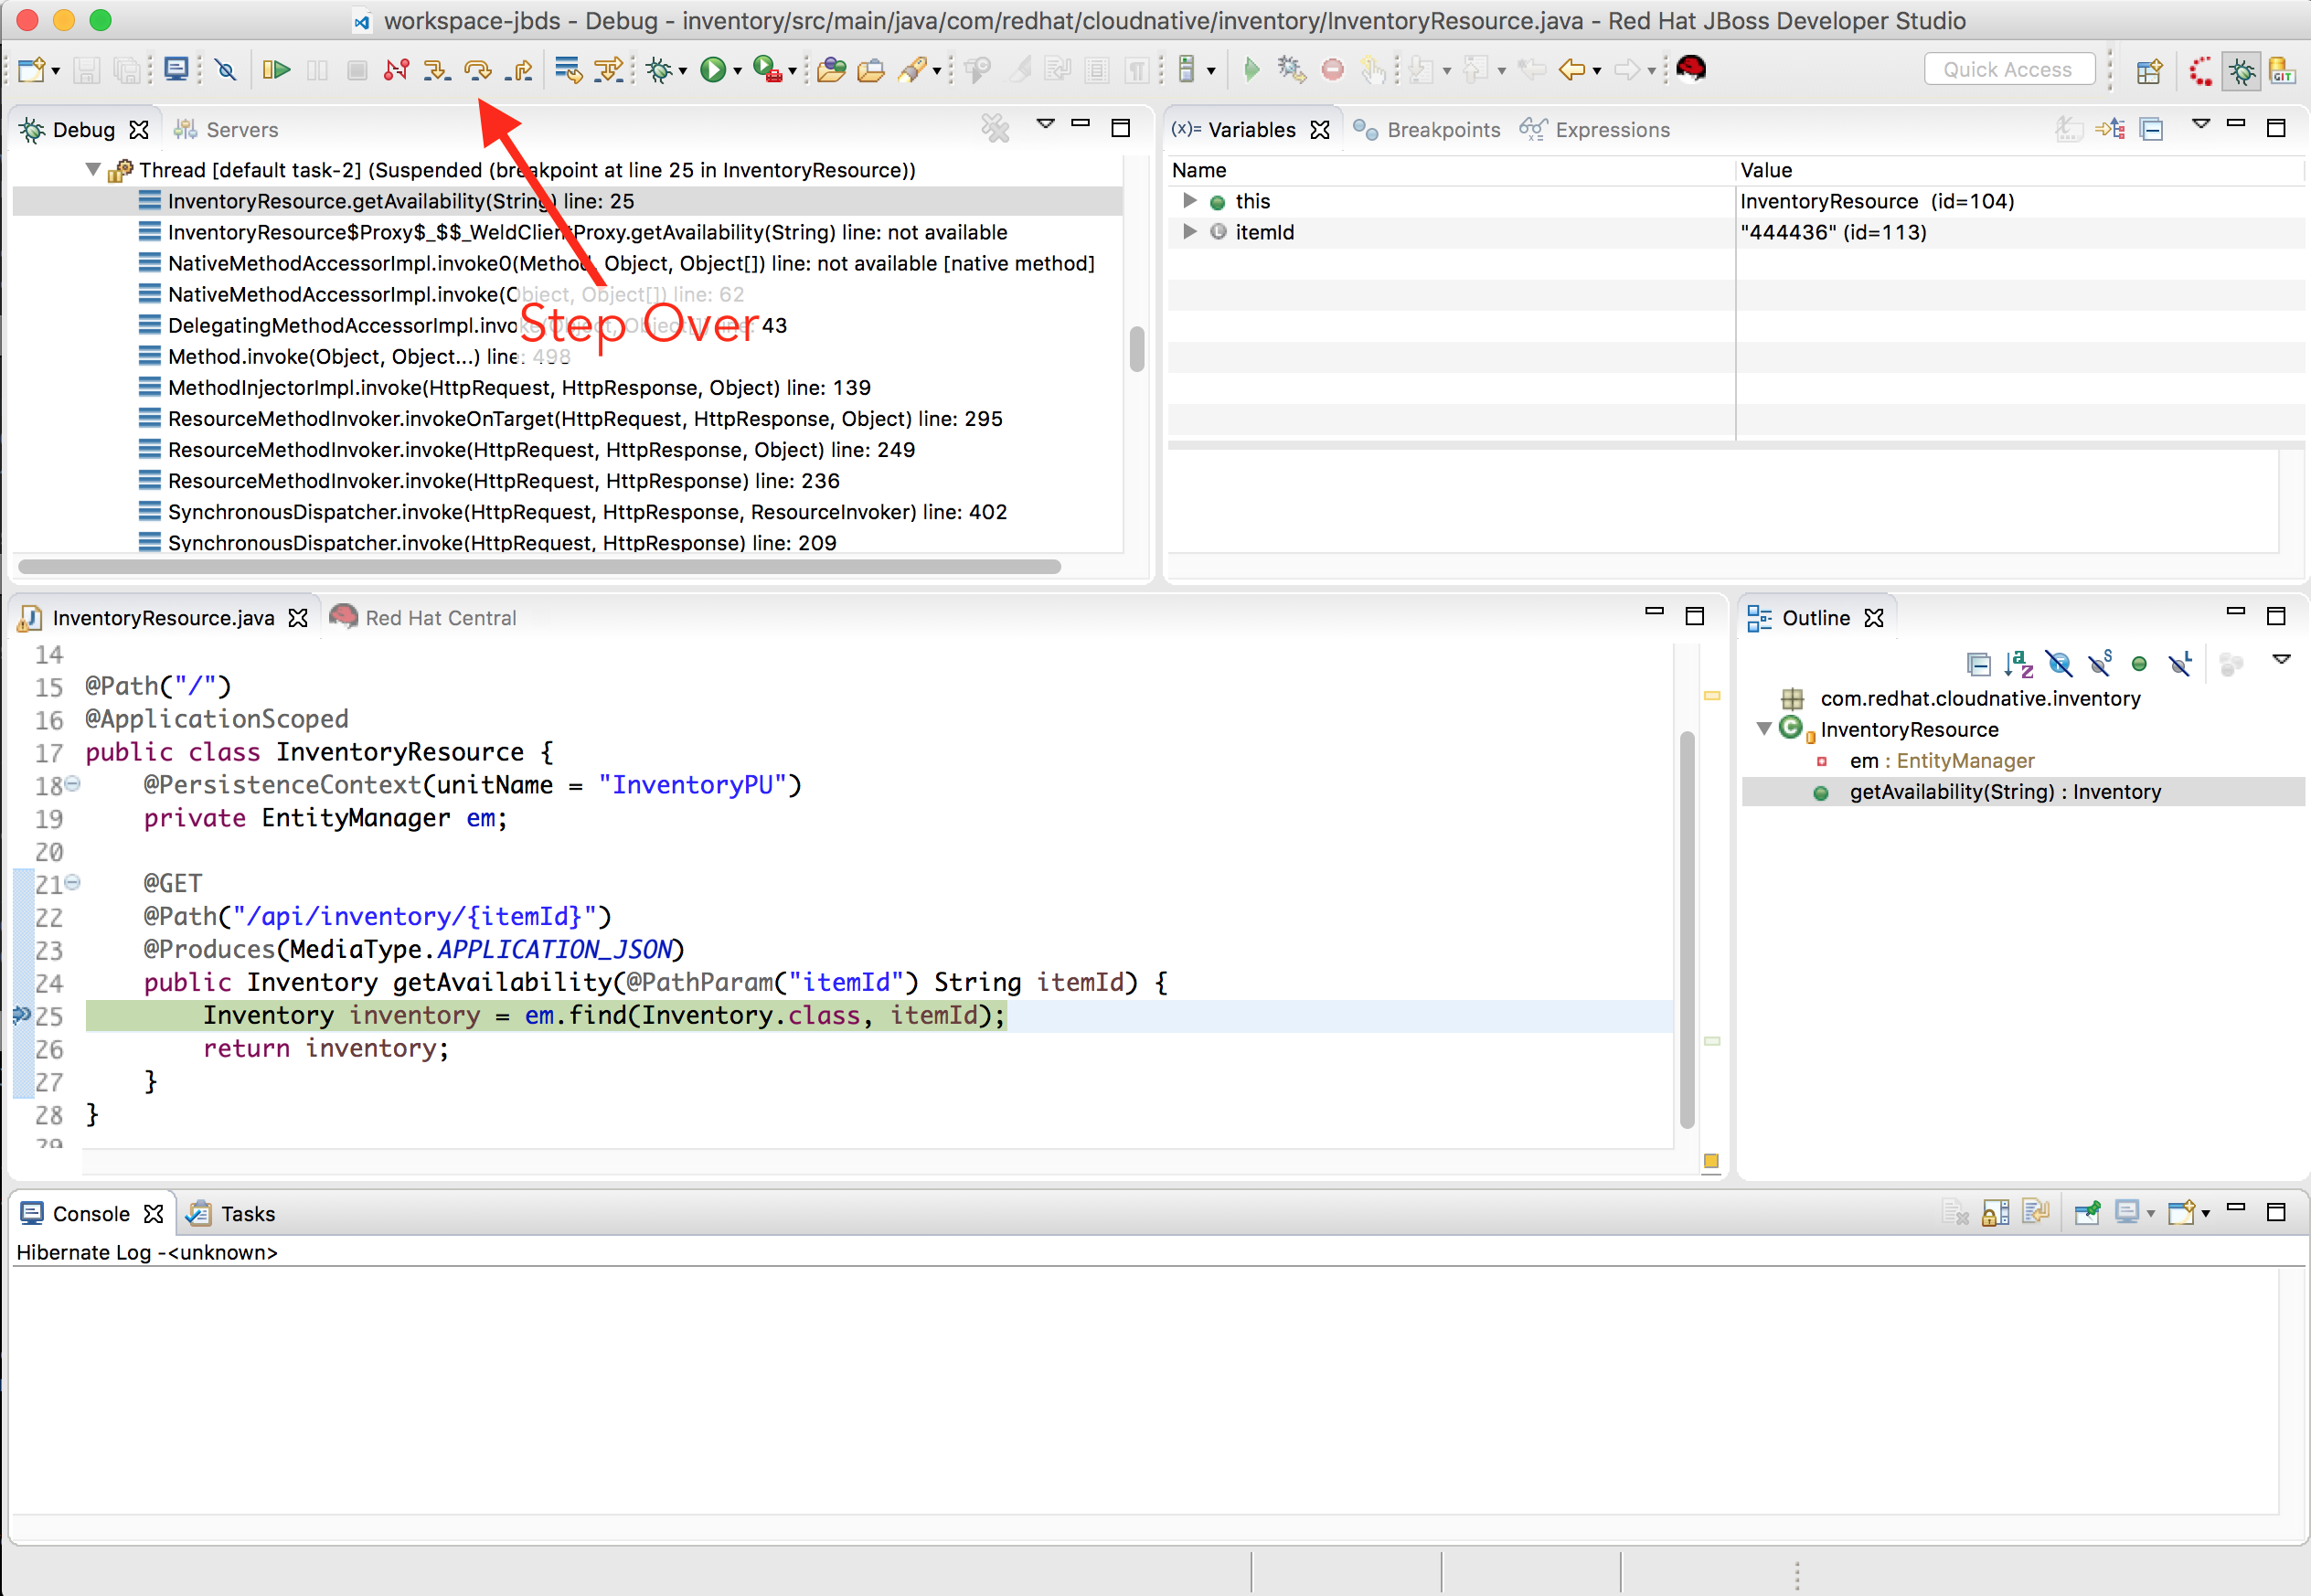 workspace-jbds - Debug - inventory/src/main/java/com/redhat/cloudnative/inventory/InventoryResource.java - Red Hat JBoss Developer Studio
Quick Access
GIT
Debug
Servers
Thread [default task-2] (Suspended (breakpoint at line 25 in InventoryResource))
InventoryResource.getAvailability(String) line: 25
InventoryResource$Proxy$_$$_WeldClientProxy.getAvailability(String) line: not available
NativeMethodAccessorImpl.invoke0(Method, Object, Object[]) line: not available [native method]
NativeMethodAccessorImpl.invoke(Object, Object[]) line: 62
DelegatingMethodAccessorImpl.invoke(Object, Object[]) line: 43
Step Over
Method.invoke(Object, Object...) line: 498
MethodInjectorImpl.invoke(HttpRequest, HttpResponse, Object) line: 139
ResourceMethodInvoker.invokeOnTarget(HttpRequest, HttpResponse, Object) line: 295
ResourceMethodInvoker.invoke(HttpRequest, HttpResponse, Object) line: 249
ResourceMethodInvoker.invoke(HttpRequest, HttpResponse) line: 236
SynchronousDispatcher.invoke(HttpRequest, HttpResponse, ResourceInvoker) line: 402
SynchronousDispatcher.invoke(HttpRequest, HttpResponse) line: 209
(x)= Variables
Breakpoints
Expressions
Name Value
this InventoryResource (id=104)
itemId "444436" (id=113)
InventoryResource.java
Red Hat Central
14
15 @Path("/")
16 @ApplicationScoped
17 public class InventoryResource {
18 @PersistenceContext(unitName = "InventoryPU")
19 private EntityManager em;
20
21 @GET
22 @Path("/api/inventory/{itemId}")
23 @Produces(MediaType.APPLICATION_JSON)
24 public Inventory getAvailability(@PathParam("itemId") String itemId) {
25 Inventory inventory = em.find(Inventory.class, itemId);
26 return inventory;
27 }
28 }
29
Outline
com.redhat.cloudnative.inventory
InventoryResource
em : EntityManager
getAvailability(String) : Inventory
Console
Tasks
Hibernate Log -<unknown>